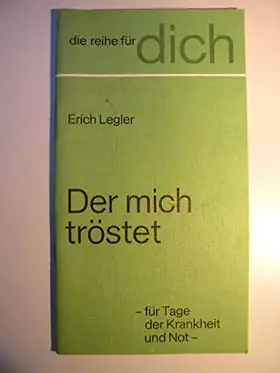 die reihe für dich
Erich Legler
Der mich
tröstet
– für Tage
der Krankheit
und Not –